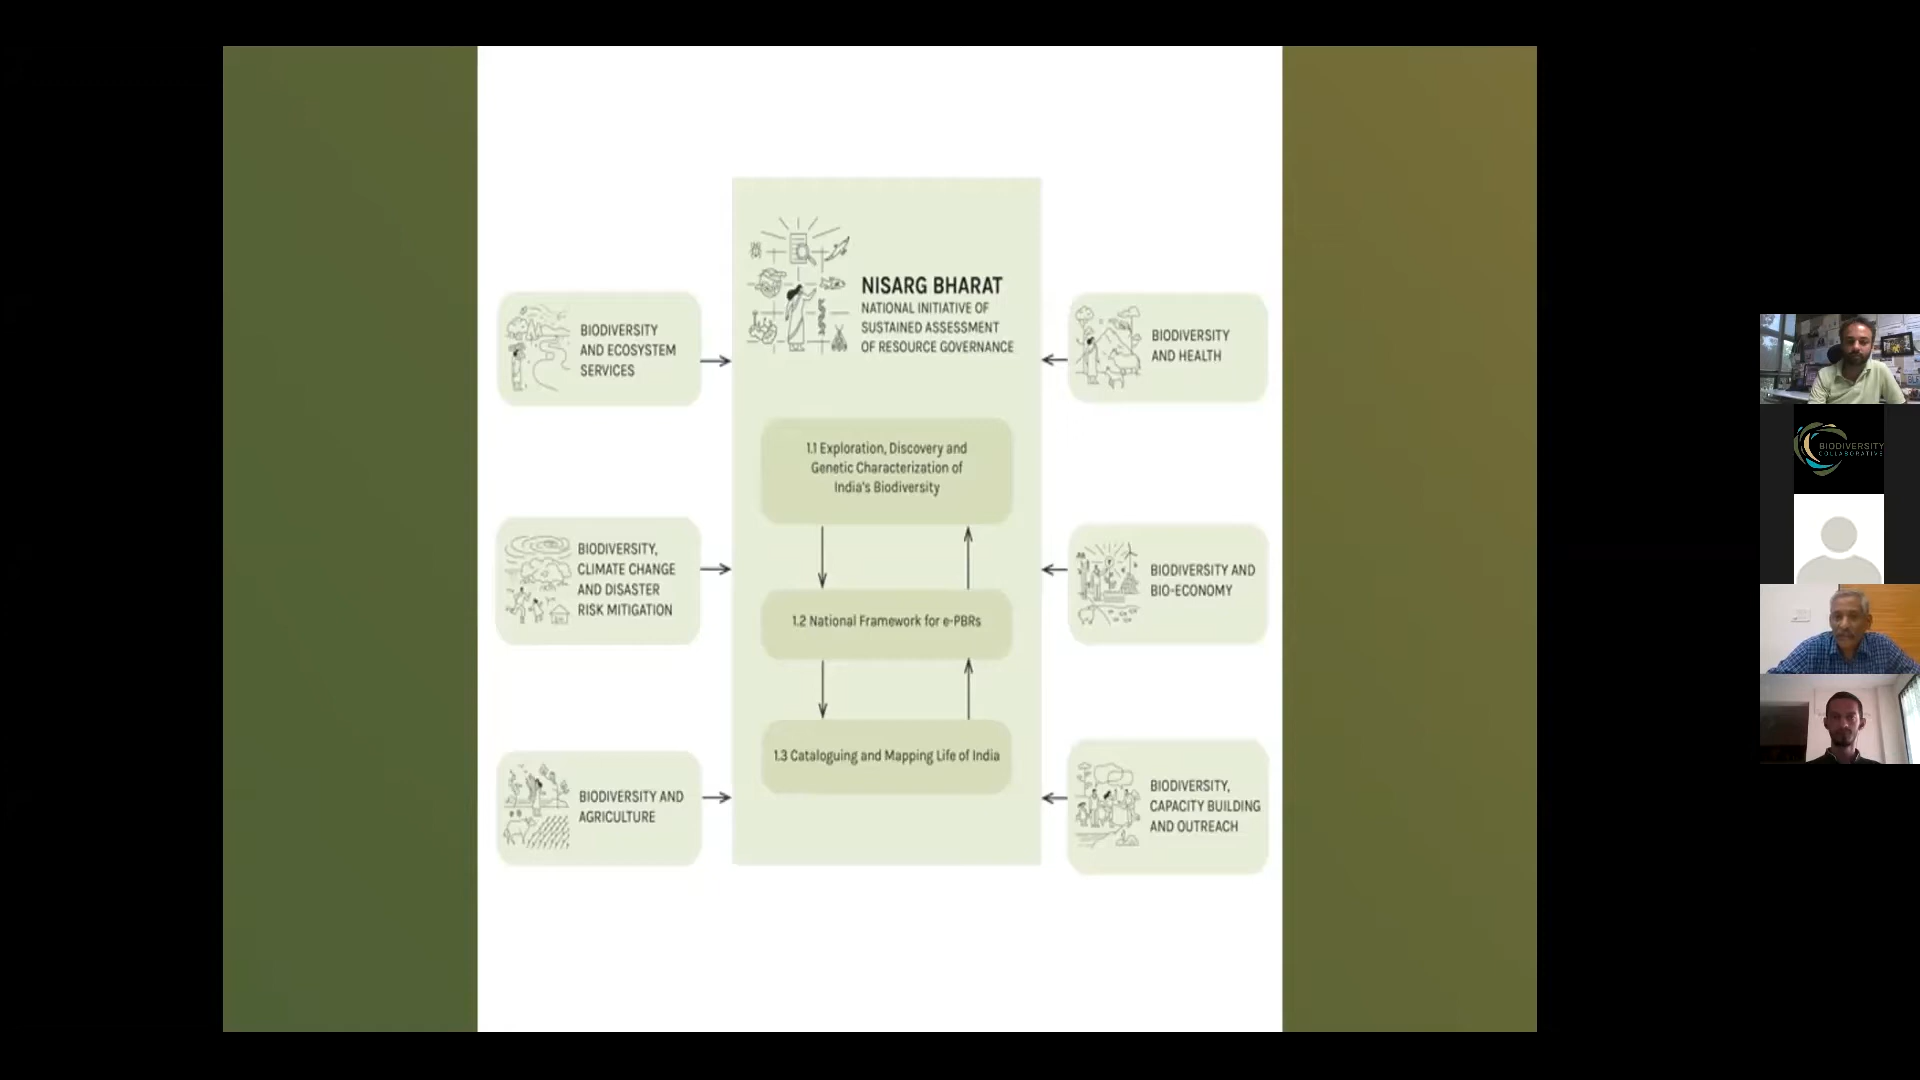 NISARG BHARAT
NATIONAL INITIATIVE OF
SUSTAINED ASSESSMENT
OF RESOURCE GOVERNANCE
BIODIVERSITY
AND ECOSYSTEM
SERVICES
BIODIVERSITY
AND HEALTH
1.1 Exploration, Discovery and
Genetic Characterization of
India's Biodiversity
BIODIVERSITY,
CLIMATE CHANGE
AND DISASTER
RISK MITIGATION
BIODIVERSITY AND
BIO-ECONOMY
1.2 National Framework for e-PBRs
1.3 Cataloguing and Mapping Life of India
BIODIVERSITY AND
AGRICULTURE
BIODIVERSITY,
CAPACITY BUILDING
AND OUTREACH
BIODIVERSITY
COLLABORATIVE